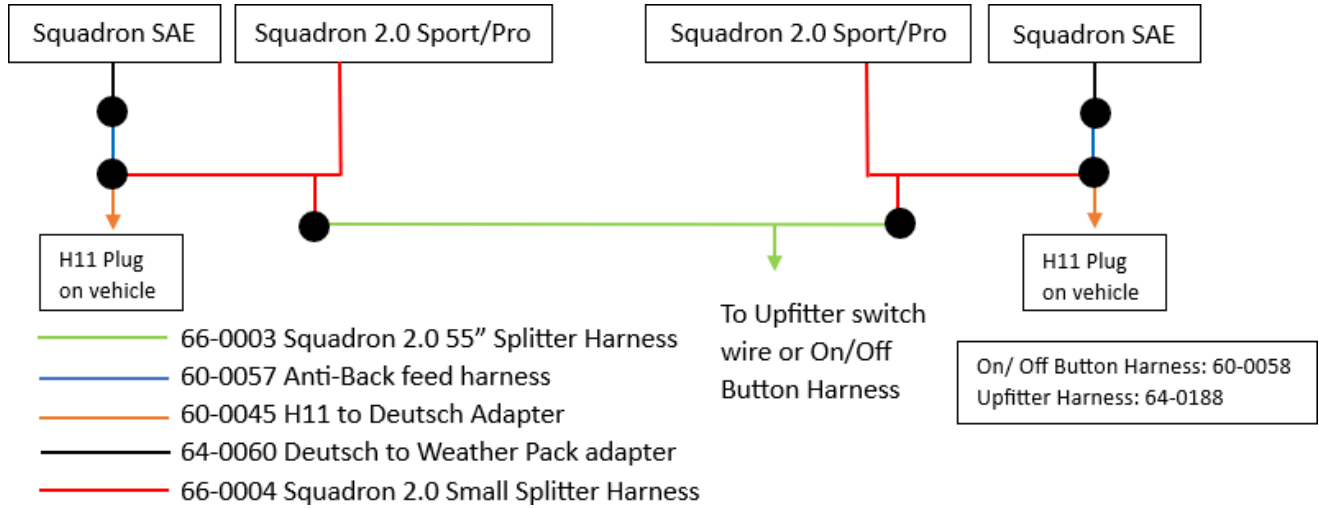 Squadron SAE
Squadron 2.0 Sport/Pro
Squadron 2.0 Sport/Pro
Squadron SAE
H11 Plug
on vehicle
H11 Plug
on vehicle
To Upfitter switch
wire or On/Off
Button Harness
66-0003 Squadron 2.0 55” Splitter Harness
60-0057 Anti-Back feed harness
60-0045 H11 to Deutsch Adapter
64-0060 Deutsch to Weather Pack adapter
66-0004 Squadron 2.0 Small Splitter Harness
On/ Off Button Harness: 60-0058
Upfitter Harness: 64-0188